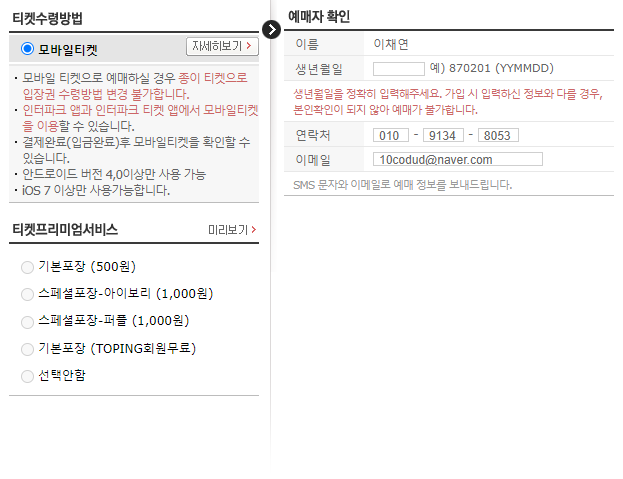 티켓수령방법
모바일티켓
자세히보기 >
· 모바일 티켓으로 예매하실 경우 종이 티켓으로
입장권 수령방법 변경 불가합니다.
· 인터파크 앱과 인터파크 티켓 앱에서 모바일티켓
을 이용할 수 있습니다.
· 결제완료(입금완료)후 모바일티켓을 확인할 수
있습니다.
· 안드로이드 버전 4,0이상만 사용 가능
· iOS 7 이상만 사용가능합니다.
티켓프리미엄서비스
미리보기 >
기본포장 (500원)
스페셜포장-아이보리 (1,000원)
스페셜포장-퍼플 (1,000원)
기본포장 (TOPING회원무료)
선택안함
예매자 확인
이름 이채연
생년월일 예) 870201 (YYMMDD)
생년월일을 정확히 입력해주세요. 가입 시 입력하신 정보와 다를 경우,
본인확인이 되지 않아 예매가 불가합니다.
연락처 010 - 9134 - 8053
이메일 10codud@naver.com
SMS 문자와 이메일로 예매 정보를 보내드립니다.